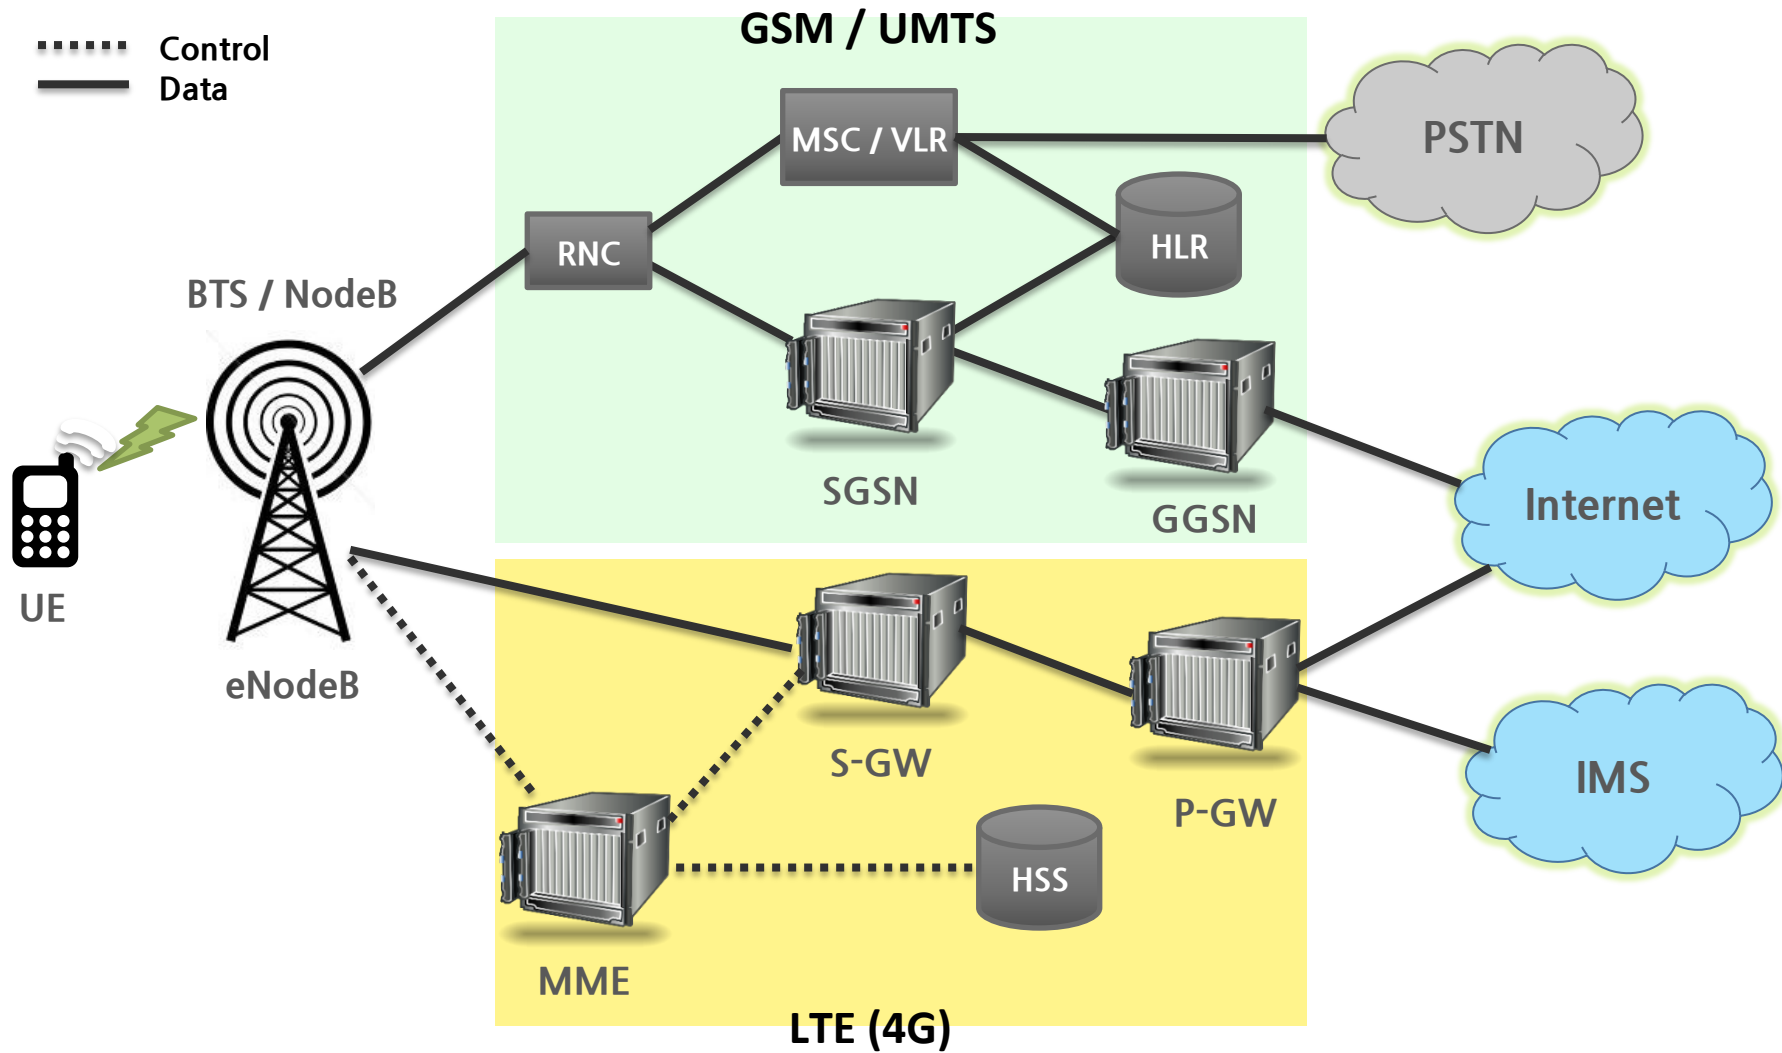 GSM / UMTS
Control
Data
MSC / VLR
PSTN
RNC
HLR
BTS / NodeB
SGSN
GGSN
Internet
UE
eNodeB
S-GW
P-GW
IMS
HSS
MME
LTE (4G)